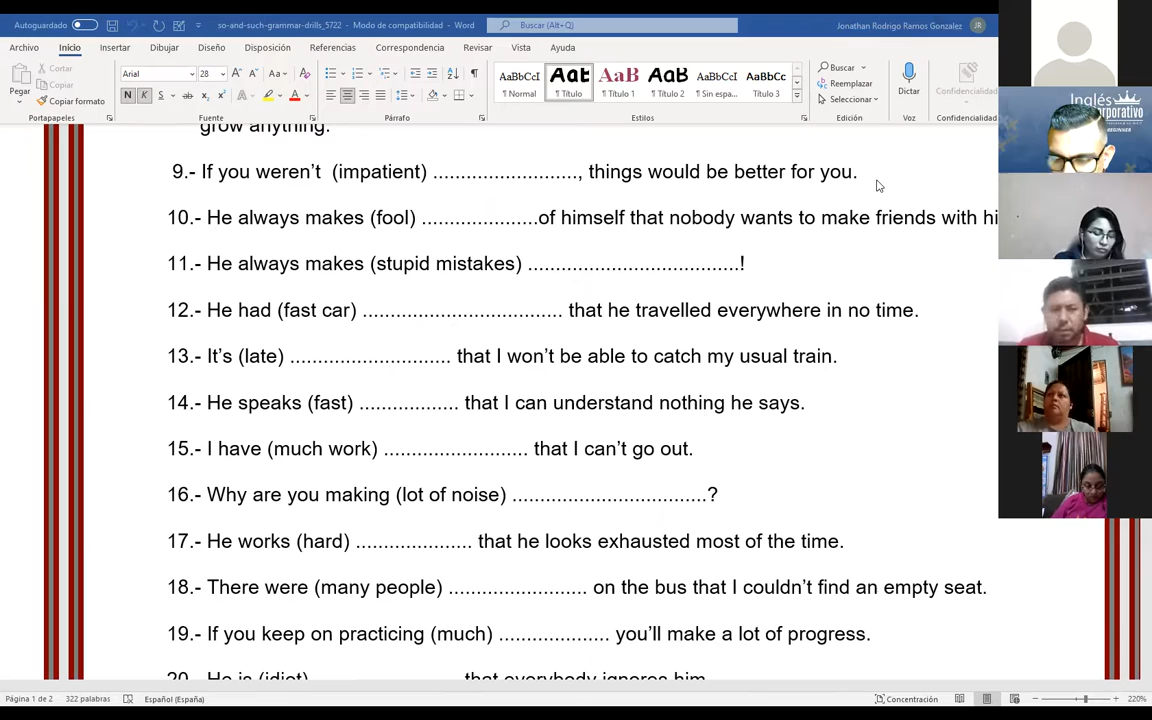 Autoguardado
so-and-such-grammar-drills_5722 - Modo de compatibilidad - Word
Buscar (Alt+Q)
Jonathan Rodrigo Ramos Gonzalez
JR
Archivo Inicio Insertar Dibujar Diseño Disposición Referencias Correspondencia Revisar Vista Ayuda
Pegar
Cortar
Copiar
Copiar formato
Portapapeles
Arial
28
Fuente
Párrafo
AaBbCcI AaB AaB AaB AaBbCcI AaBbCc
¶ Normal ¶ Título ¶ Título 1 ¶ Título 2 ¶ Sin espa... ¶ Título 3
Estilos
Buscar
Reemplazar
Seleccionar
Edición
Dictar
Voz
Confidencialidad
Confidencialidad
Inglés
orporativo
grow anything.
9.- If you weren't (impatient) .........................., things would be better for you.
10.- He always makes (fool) .....................of himself that nobody wants to make friends with hi
11.- He always makes (stupid mistakes) ......................................!
12.- He had (fast car) .................................... that he travelled everywhere in no time.
13.- It's (late) ............................. that I won't be able to catch my usual train.
14.- He speaks (fast) .................. that I can understand nothing he says.
15.- I have (much work) .......................... that I can't go out.
16.- Why are you making (lot of noise) ...................................?
17.- He works (hard) ..................... that he looks exhausted most of the time.
18.- There were (many people) ......................... on the bus that I couldn't find an empty seat.
19.- If you keep on practicing (much) .................... you'll make a lot of progress.
20.- He is (idiot) ........................... that everybody ignores him.
Página 1 de 2 322 palabras Español (España) Concentración 220%